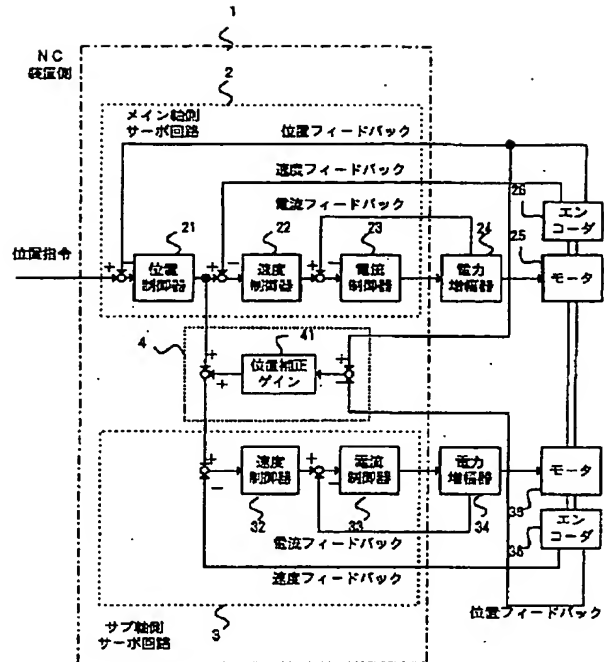 1
NC
装置側
2
メイン軸側
サーボ回路
位置フィードバック
速度フィードバック
電流フィードバック
26
エン
コーダ
21
22
23
24
25
位置指令
+
-
位置
制御器
+
-
速度
制御器
+
-
電流
制御器
電力
増幅器
モータ
4
41
+
+
位置補正
ゲイン
+
-
+
-
速度
制御器
+
-
電流
制御器
電力
増幅器
モータ
32
33
34
35
エン
コーダ
36
電流フィードバック
速度フィードバック
位置フィードバック
サブ軸側
サーボ回路
3